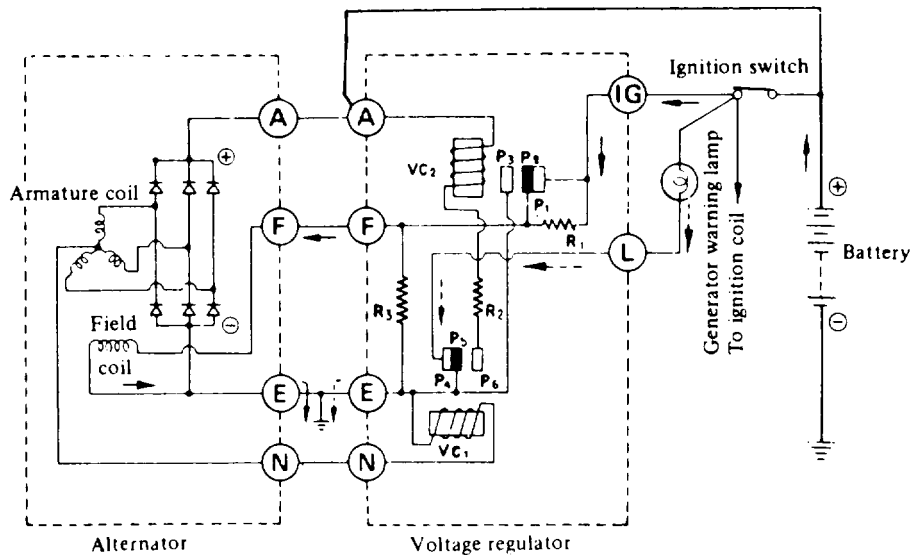 Ignition switch
A
A
IG
VC2
P3
P2
P1
R1
Armature coil
⊕
F
F
L
Generator warning lamp
To ignition coil
⊕
Battery
⊖
R3
R2
P5
P4
P6
⊖
Field
coil
E
E
VC1
N
N
Alternator
Voltage regulator